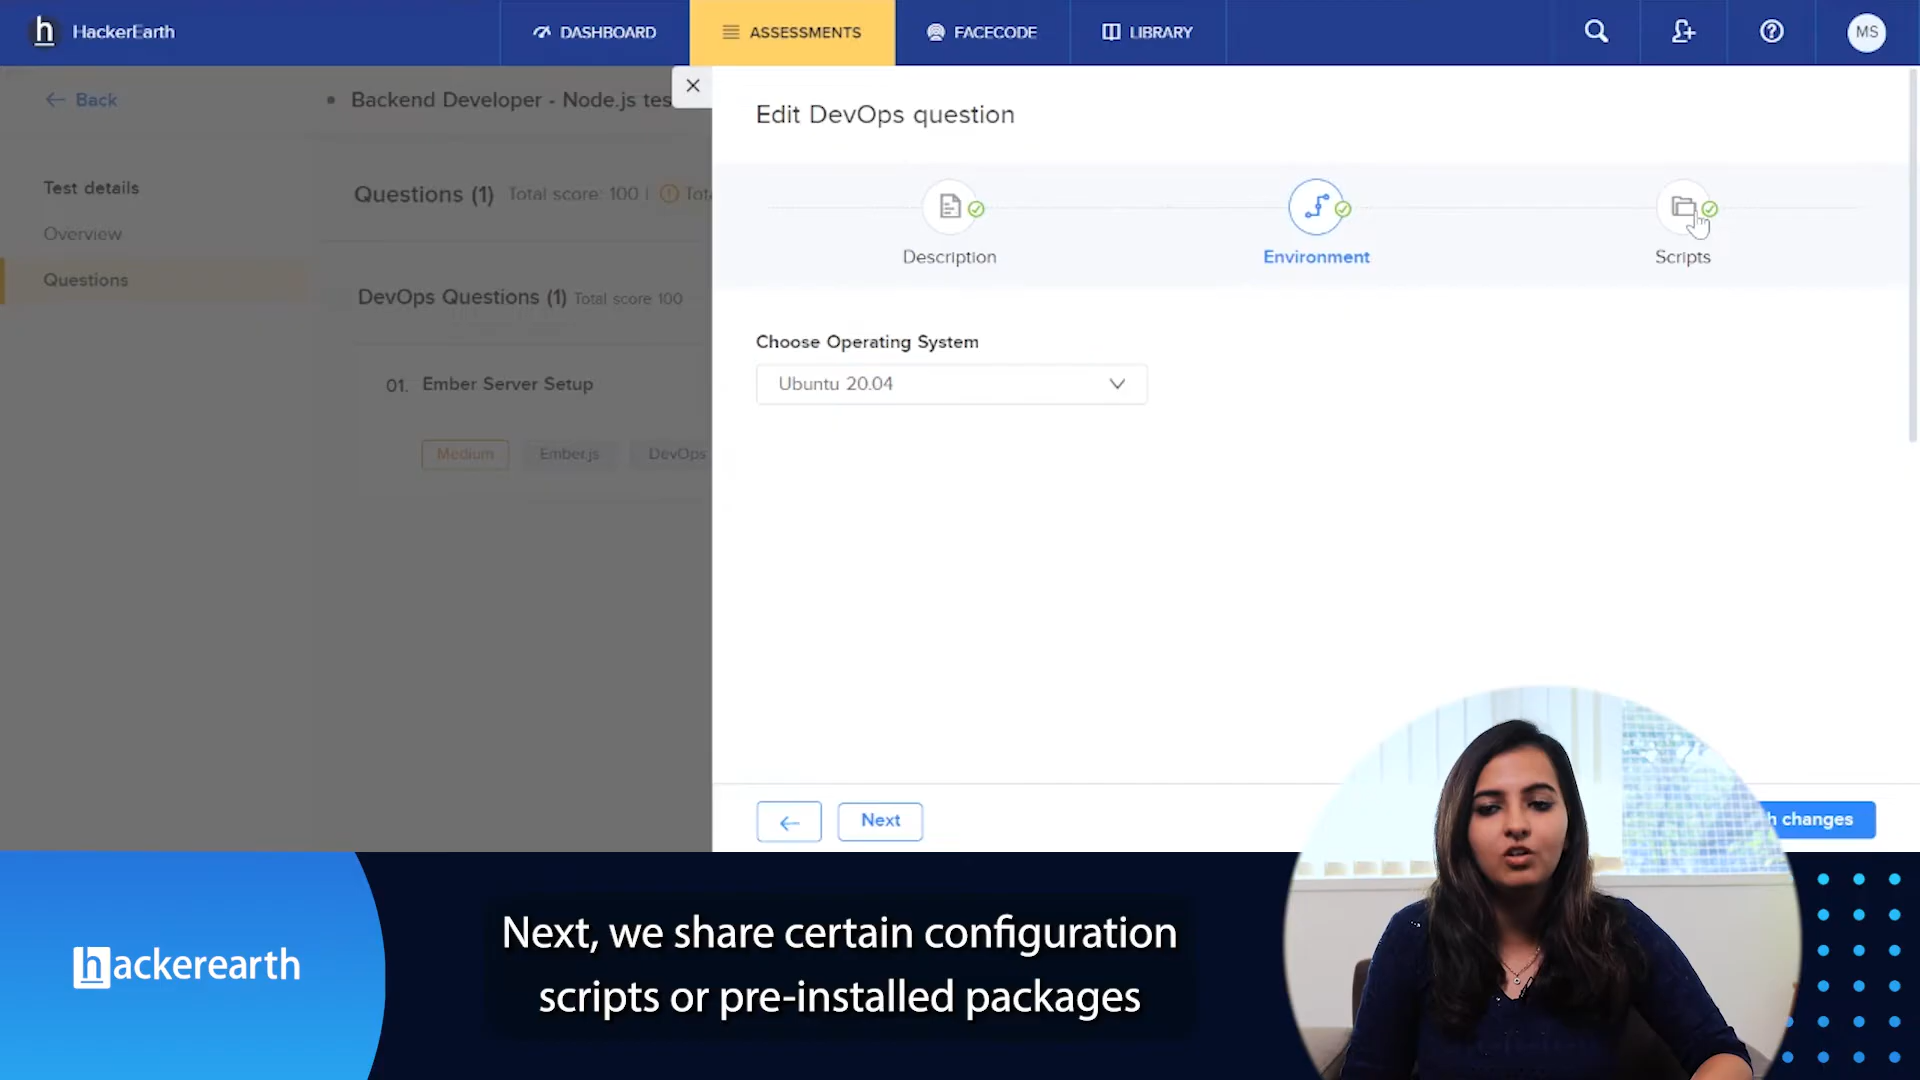 HackerEarth
DASHBOARD
ASSESSMENTS
FACECODE
LIBRARY
MS
Back
Backend Developer - Node.js tes
Edit DevOps question
Test details
Overview
Questions
Questions (1) Total score: 100 | Tota
Description
Environment
Scripts
DevOps Questions (1) Total score 100
Choose Operating System
Ubuntu 20.04
01. Ember Server Setup
Medium
Ember.js
DevOps
Next
h changes
hackerearth
Next, we share certain configuration
scripts or pre-installed packages